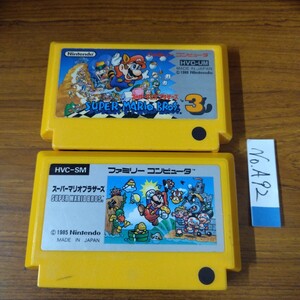 Nintendo
HVC-UM
MADE IN JAPAN
SUPER MARIO BROS. 3
HVC-SM
ファミリー コンピュータ™
スーパーマリオブラザーズ
SUPER MARIO BROS.
© 1985 Nintendo
MADE IN JAPAN
No.A92